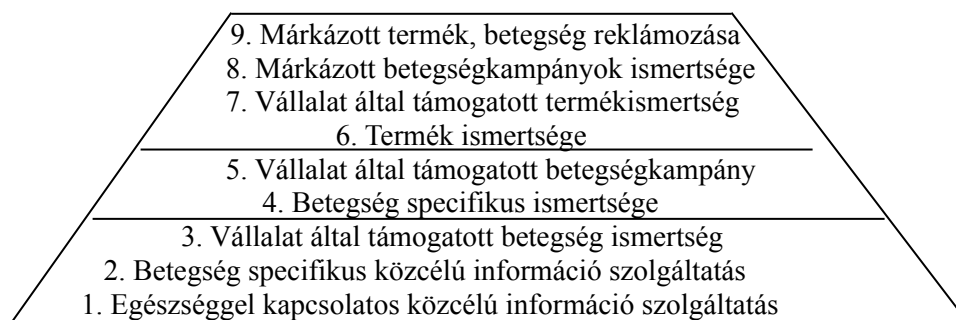 9. Márkázott termék, betegség reklámozása
8. Márkázott betegségkampányok ismertsége
7. Vállalat által támogatott termékismertség
6. Termék ismertsége
5. Vállalat által támogatott betegségkampány
4. Betegség specifikus ismertsége
3. Vállalat által támogatott betegség ismertség
2. Betegség specifikus közcélú információ szolgáltatás
1. Egészséggel kapcsolatos közcélú információ szolgáltatás